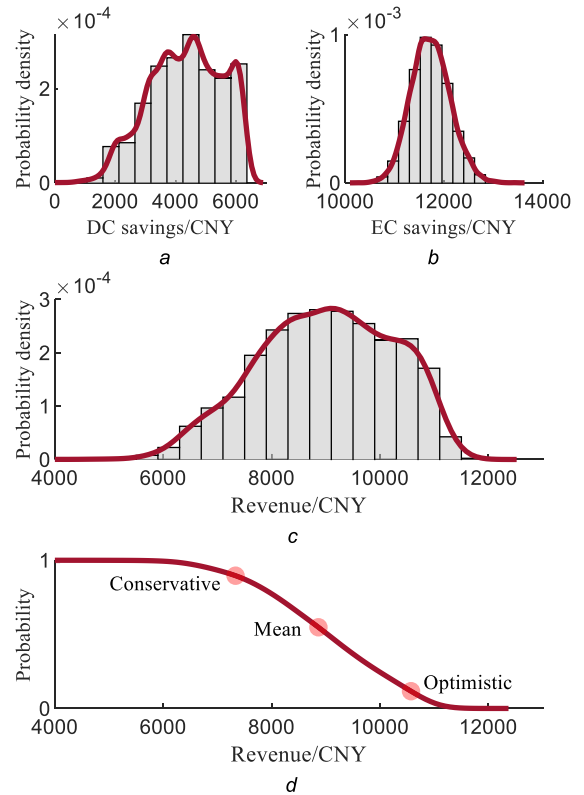 ×10⁻⁴
Probability density
2
0
0 2000 4000 6000
DC savings/CNY
a
×10⁻³
Probability density
1
0
10000 12000 14000
EC savings/CNY
b
×10⁻⁴
Probability density
3
2
1
0
4000 6000 8000 10000 12000
Revenue/CNY
c
Probability
1
0
Conservative
Mean
Optimistic
4000 6000 8000 10000 12000
Revenue/CNY
d